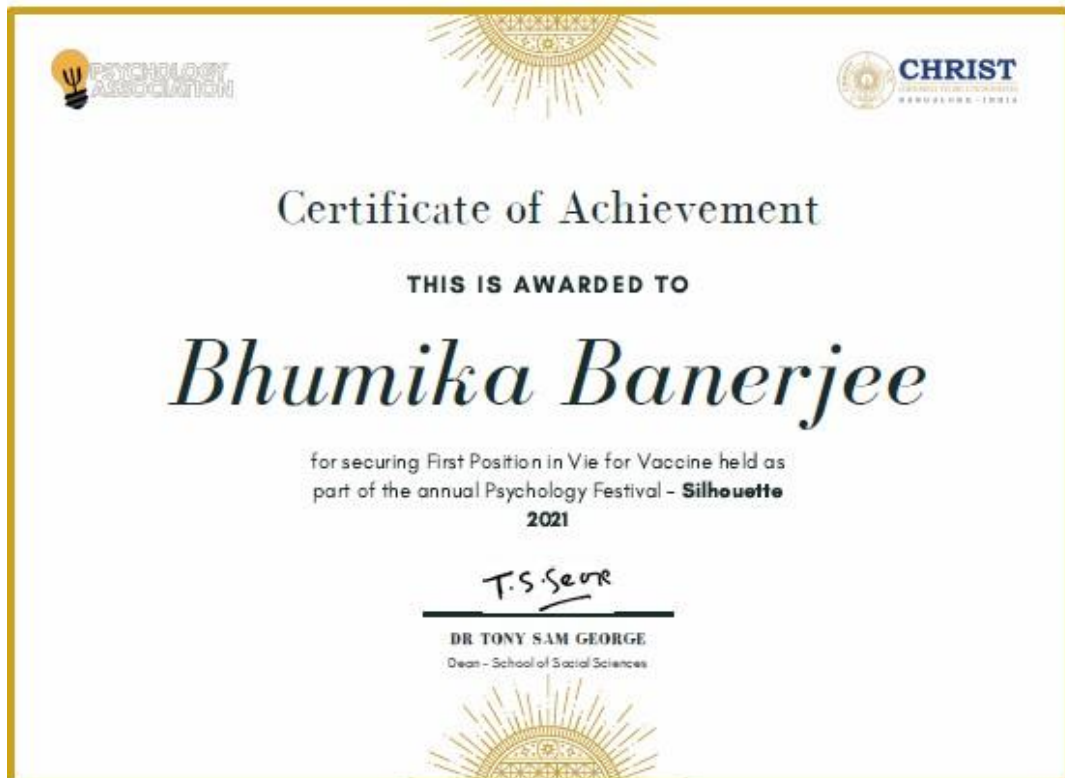 PSYCHOLOGY
ASSOCIATION
CHRIST
BANGALORE · INDIA
Certificate of Achievement
THIS IS AWARDED TO
Bhumika Banerjee
for securing First Position in Vie for Vaccine held as
part of the annual Psychology Festival - Silhouette
2021
DR TONY SAM GEORGE
Dean - School of Social Sciences